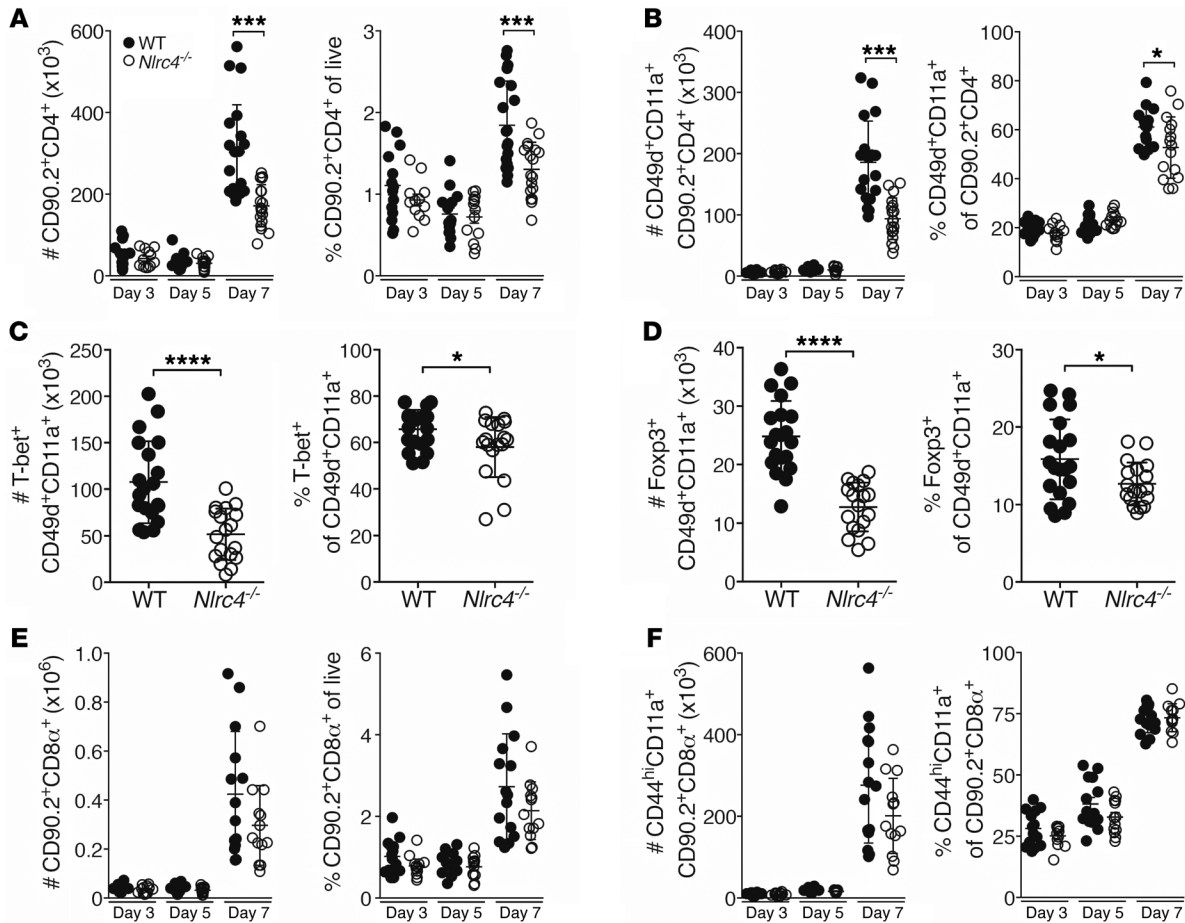 A
# CD90.2⁺CD4⁺ (x10³)
600
400
200
0
WT
Nlrc4⁻/⁻
***
Day 3
Day 5
Day 7
% CD90.2⁺CD4⁺ of live
3
2
1
0
***
Day 3
Day 5
Day 7
B
# CD49d⁺CD11a⁺
CD90.2⁺CD4⁺ (x10³)
400
300
200
100
0
***
Day 3
Day 5
Day 7
% CD49d⁺CD11a⁺
of CD90.2⁺CD4⁺
100
80
60
40
20
0
*
Day 3
Day 5
Day 7
C
# T-bet⁺
CD49d⁺CD11a⁺ (x10³)
250
200
150
100
50
0
****
WT
Nlrc4⁻/⁻
% T-bet⁺
of CD49d⁺CD11a⁺
100
80
60
40
20
0
*
WT
Nlrc4⁻/⁻
D
# Foxp3⁺
CD49d⁺CD11a⁺ (x10³)
40
30
20
10
0
****
WT
Nlrc4⁻/⁻
% Foxp3⁺
of CD49d⁺CD11a⁺
30
20
10
0
*
WT
Nlrc4⁻/⁻
E
# CD90.2⁺CD8α⁺ (x10⁶)
1.0
0.8
0.6
0.4
0.2
0
Day 3
Day 5
Day 7
% CD90.2⁺CD8α⁺ of live
6
4
2
0
Day 3
Day 5
Day 7
F
# CD44ʰⁱCD11a⁺
CD90.2⁺CD8α⁺ (x10³)
600
400
200
0
Day 3
Day 5
Day 7
% CD44ʰⁱCD11a⁺
of CD90.2⁺CD8α⁺
100
75
50
25
0
Day 3
Day 5
Day 7